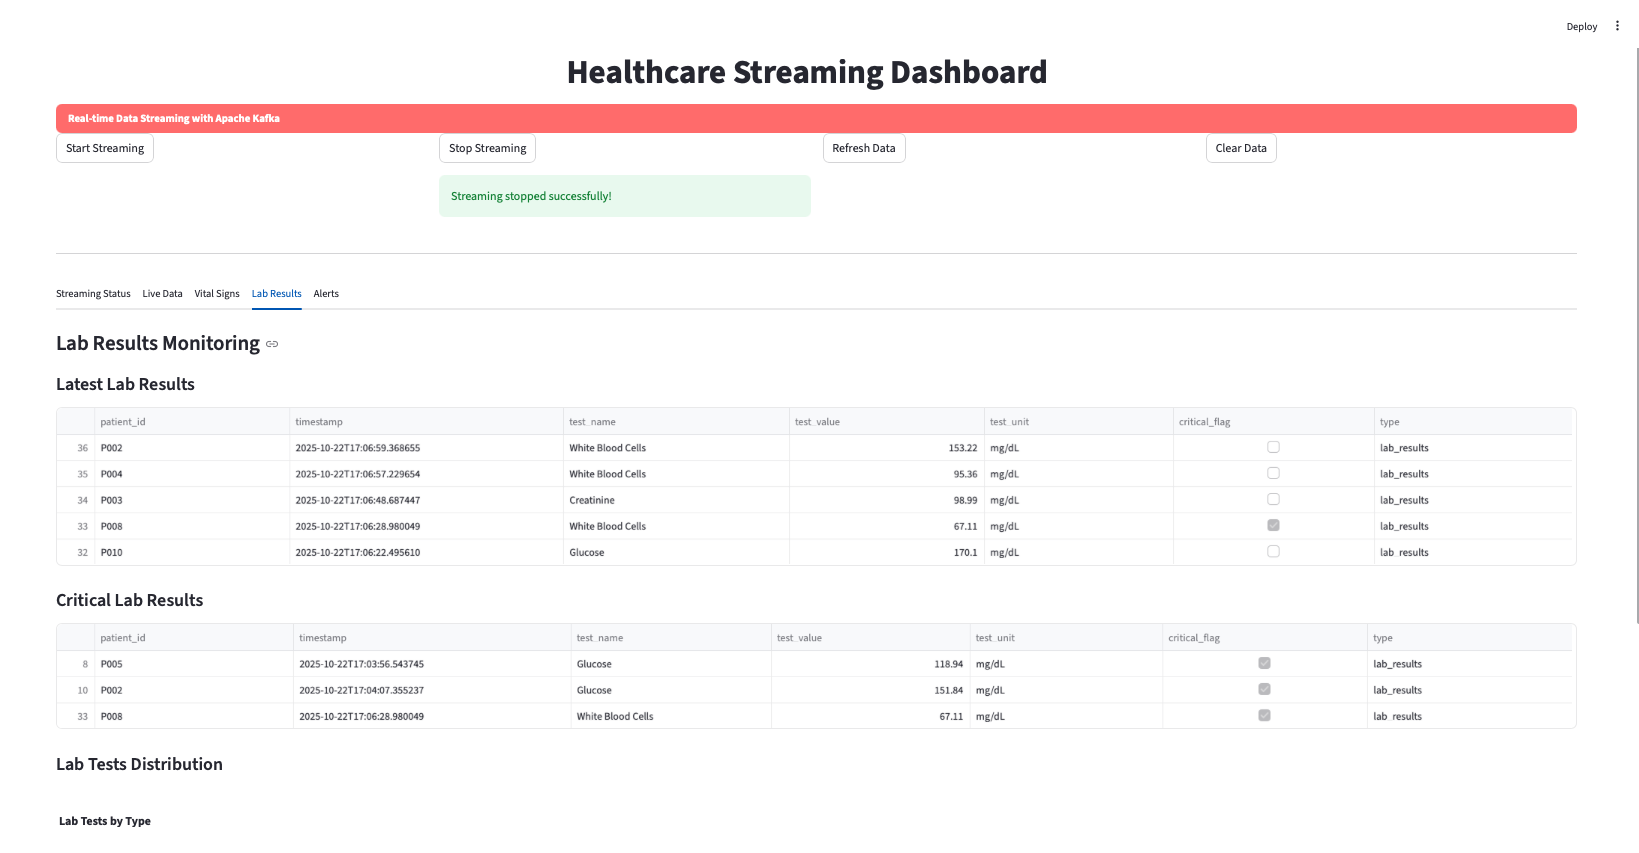 Deploy
Healthcare Streaming Dashboard
Real-time Data Streaming with Apache Kafka
Start Streaming Stop Streaming Refresh Data Clear Data
Streaming stopped successfully!
Streaming Status Live Data Vital Signs Lab Results Alerts
Lab Results Monitoring
Latest Lab Results
patient_id timestamp test_name test_value test_unit critical_flag type
36 P002 2025-10-22T17:06:59.368655 White Blood Cells 153.22 mg/dL lab_results
35 P004 2025-10-22T17:06:57.229654 White Blood Cells 95.36 mg/dL lab_results
34 P003 2025-10-22T17:06:48.687447 Creatinine 98.99 mg/dL lab_results
33 P008 2025-10-22T17:06:28.980049 White Blood Cells 67.11 mg/dL lab_results
32 P010 2025-10-22T17:06:22.495610 Glucose 170.1 mg/dL lab_results
Critical Lab Results
patient_id timestamp test_name test_value test_unit critical_flag type
8 P005 2025-10-22T17:03:56.543745 Glucose 118.94 mg/dL lab_results
10 P002 2025-10-22T17:04:07.355237 Glucose 151.84 mg/dL lab_results
33 P008 2025-10-22T17:06:28.980049 White Blood Cells 67.11 mg/dL lab_results
Lab Tests Distribution
Lab Tests by Type